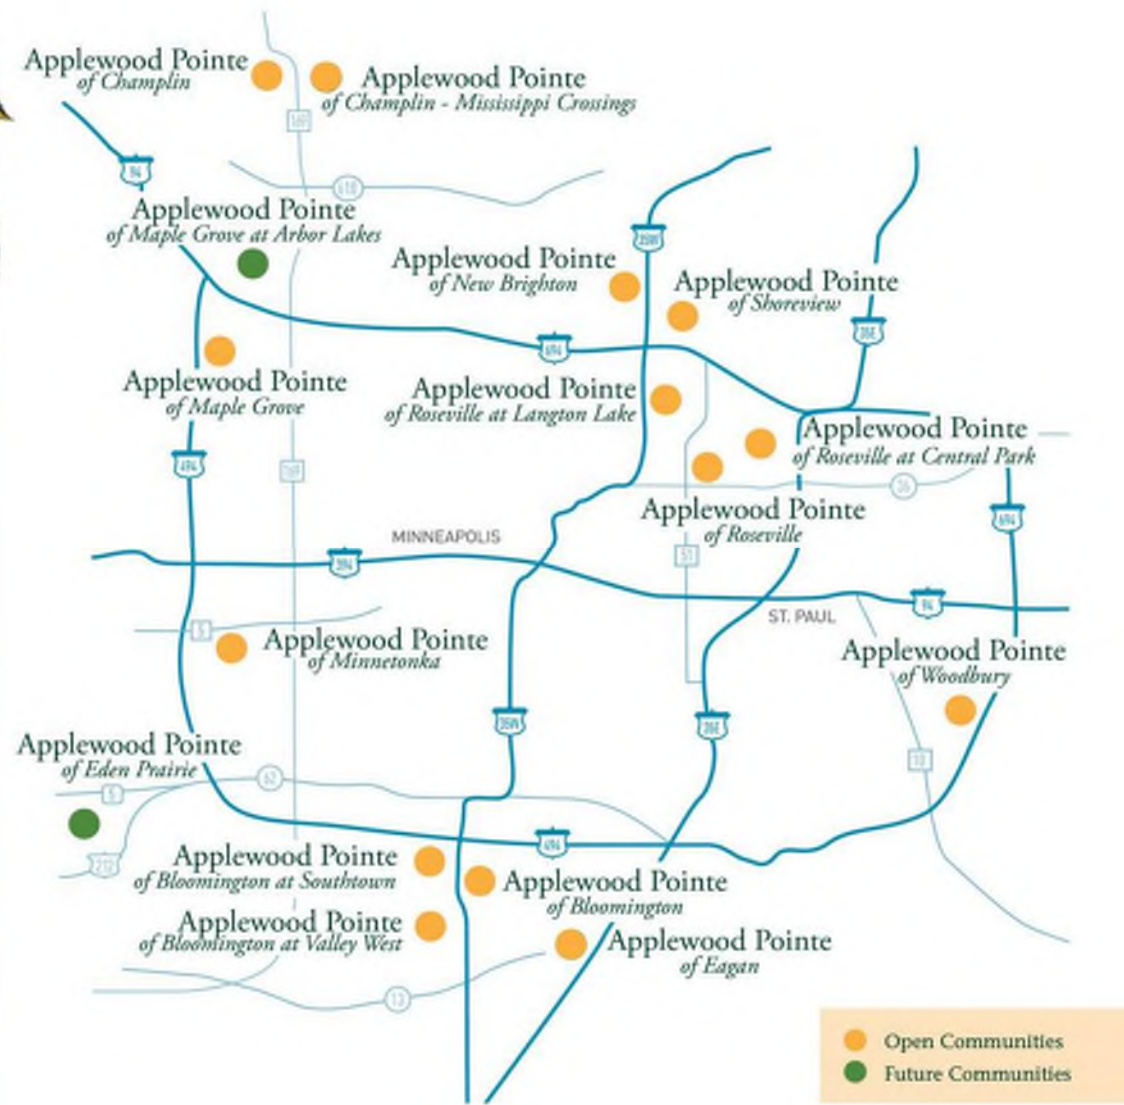 Applewood Pointe
of Champlin
Applewood Pointe
of Champlin - Mississippi Crossings
169
94
610
Applewood Pointe
of Maple Grove at Arbor Lakes
35W
Applewood Pointe
of New Brighton
Applewood Pointe
of Shoreview
35E
694
Applewood Pointe
of Maple Grove
Applewood Pointe
of Roseville at Langton Lake
Applewood Pointe
of Roseville at Central Park
494
169
36
694
Applewood Pointe
of Roseville
MINNEAPOLIS
51
394
94
ST. PAUL
5
Applewood Pointe
of Minnetonka
Applewood Pointe
of Woodbury
35W
35E
Applewood Pointe
of Eden Prairie
62
10
5
494
212
Applewood Pointe
of Bloomington at Southtown
Applewood Pointe
of Bloomington
Applewood Pointe
of Bloomington at Valley West
Applewood Pointe
of Eagan
13
Open Communities
Future Communities